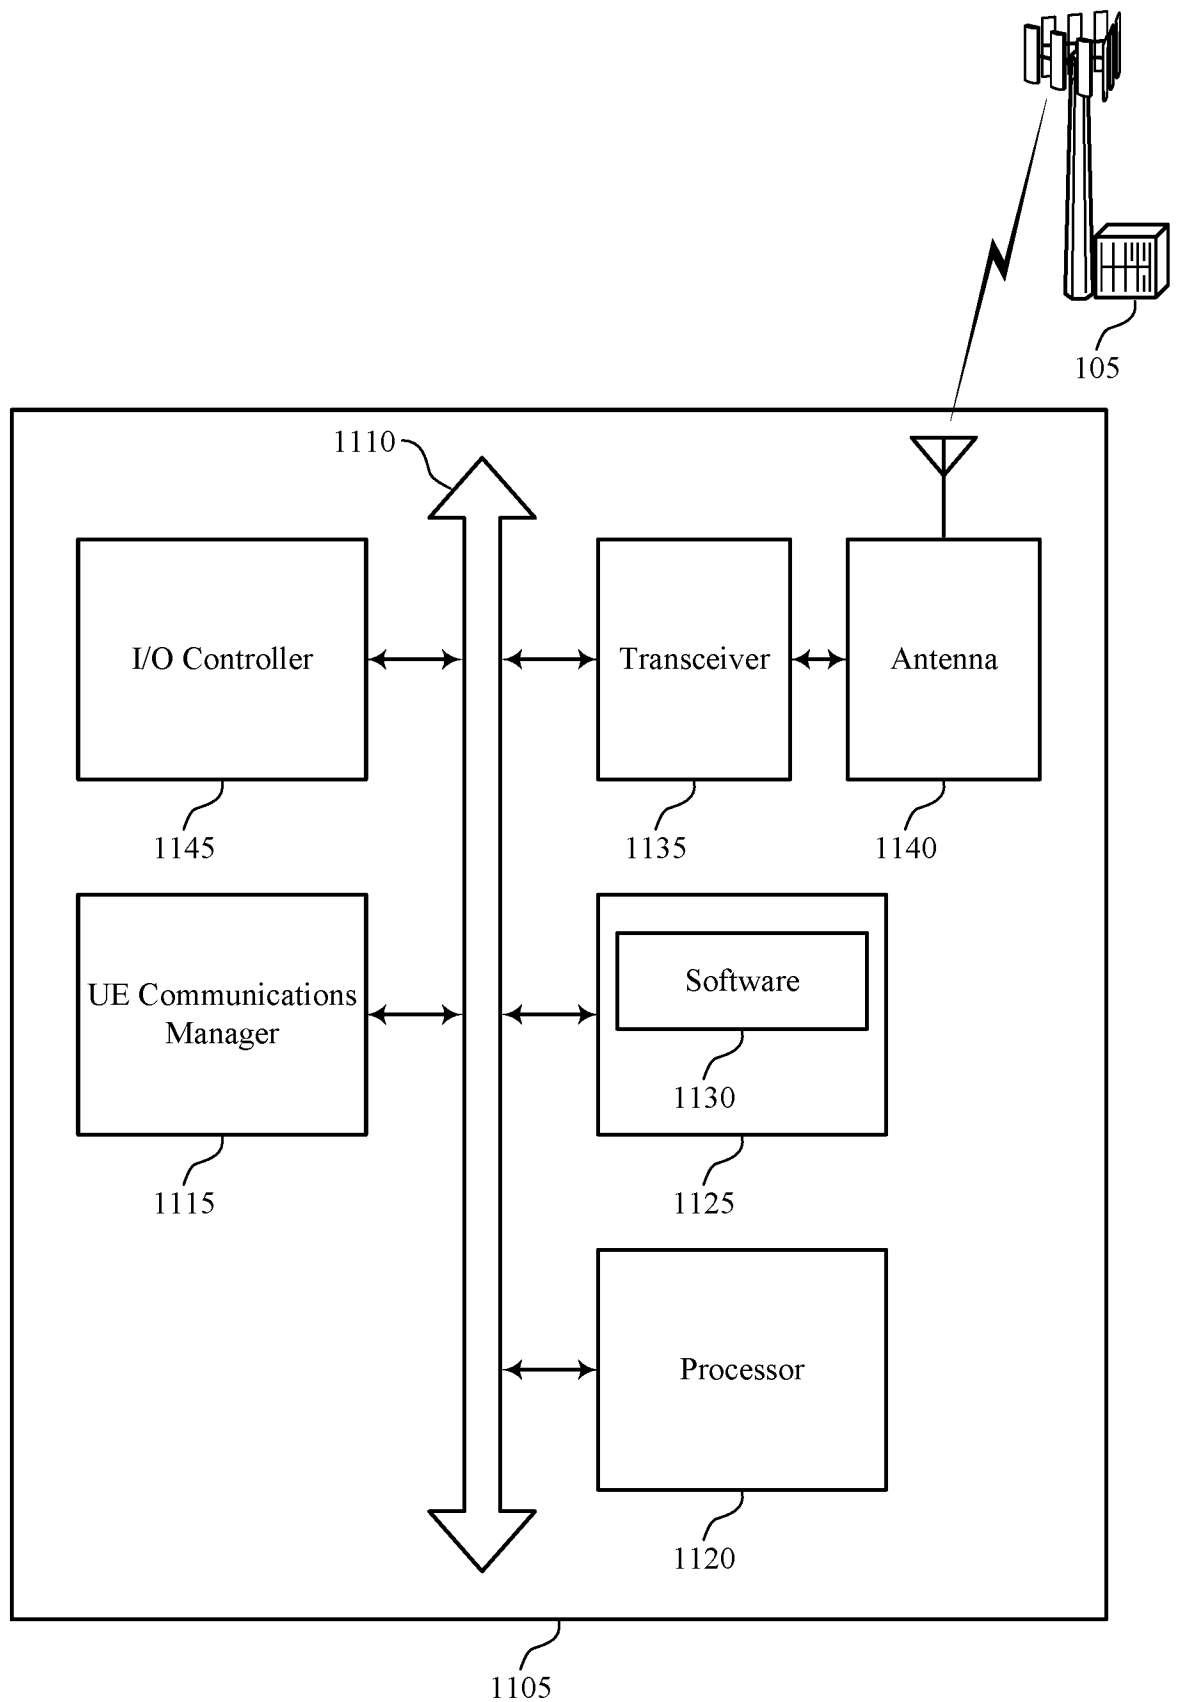 105
1110
I/O Controller
Transceiver
Antenna
1145
1135
1140
UE Communications
Manager
Software
1130
1115
1125
Processor
1120
1105